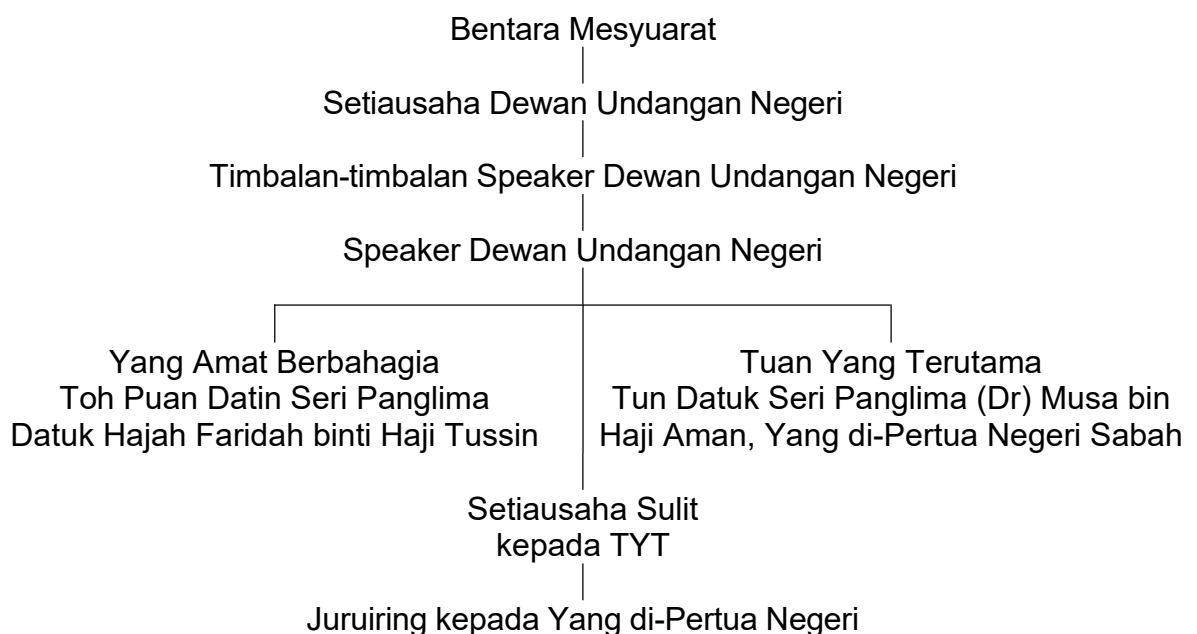 Bentara Mesyuarat
Setiausaha Dewan Undangan Negeri
Timbalan-timbalan Speaker Dewan Undangan Negeri
Speaker Dewan Undangan Negeri
Yang Amat Berbahagia
Toh Puan Datin Seri Panglima
Datuk Hajah Faridah binti Haji Tussin
Tuan Yang Terutama
Tun Datuk Seri Panglima (Dr) Musa bin
Haji Aman, Yang di-Pertua Negeri Sabah
Setiausaha Sulit
kepada TYT
Juruiring kepada Yang di-Pertua Negeri